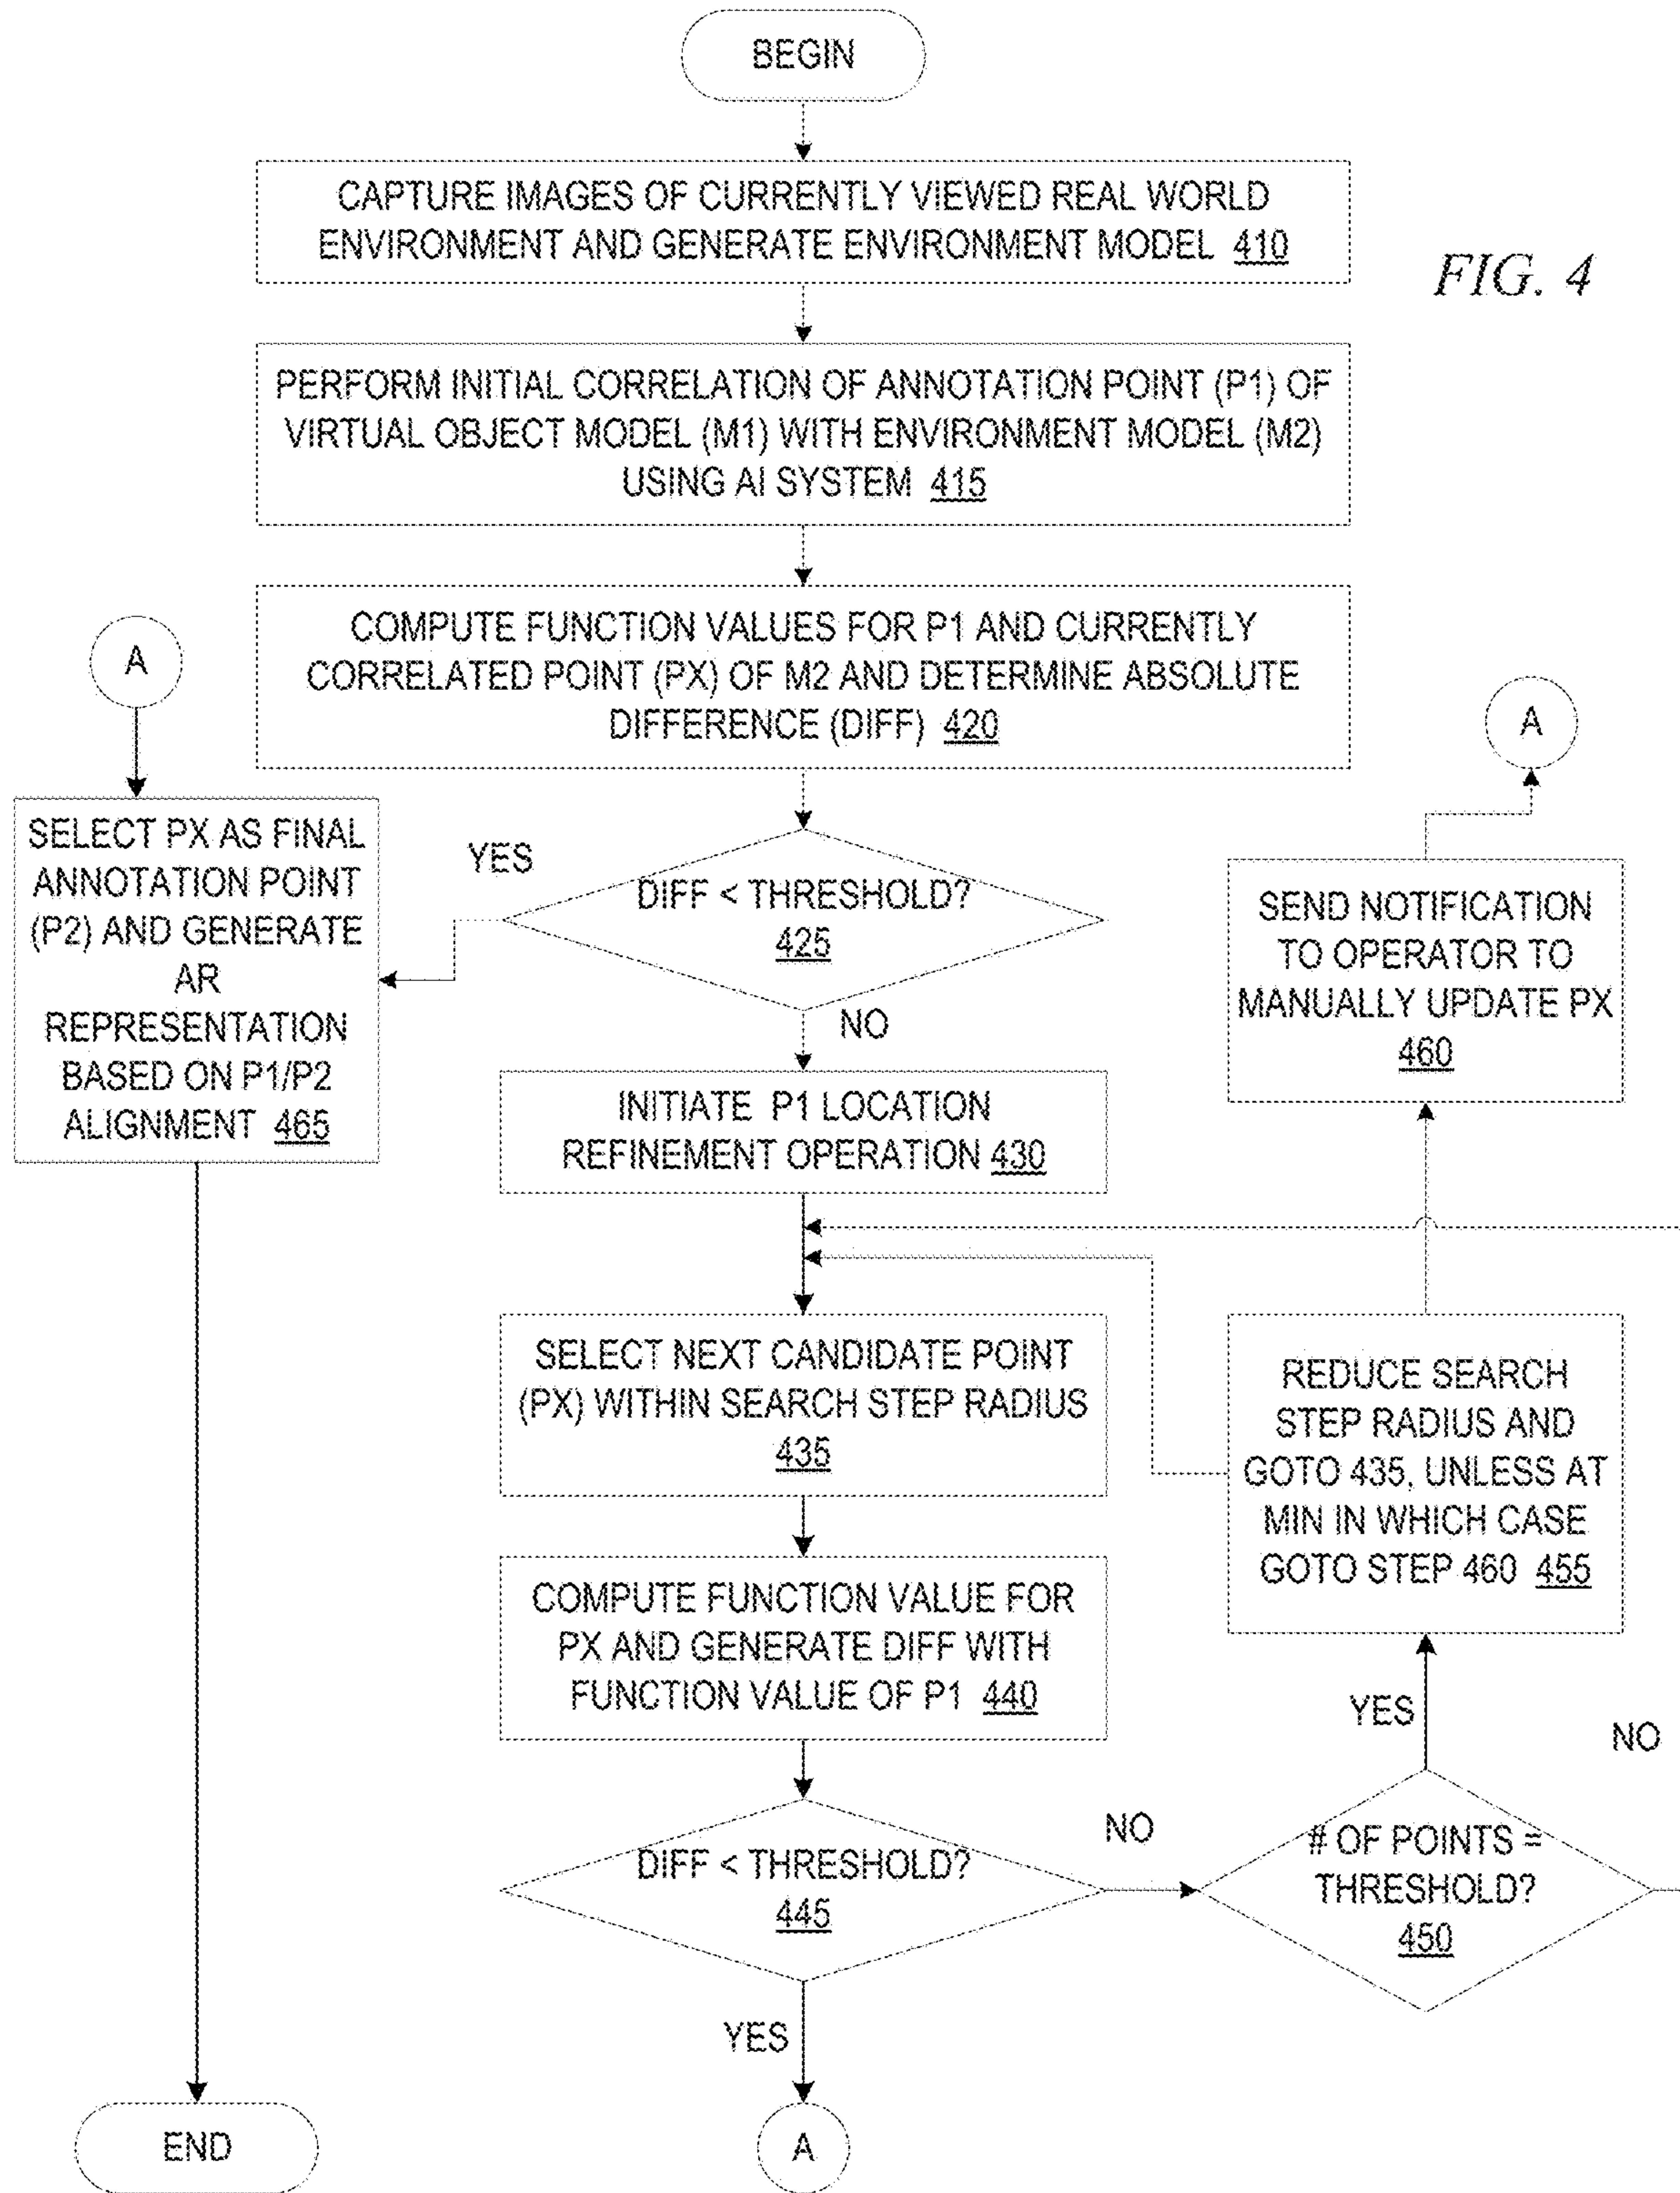 BEGIN
CAPTURE IMAGES OF CURRENTLY VIEWED REAL WORLD
ENVIRONMENT AND GENERATE ENVIRONMENT MODEL 410
FIG. 4
PERFORM INITIAL CORRELATION OF ANNOTATION POINT (P1) OF
VIRTUAL OBJECT MODEL (M1) WITH ENVIRONMENT MODEL (M2)
USING AI SYSTEM 415
COMPUTE FUNCTION VALUES FOR P1 AND CURRENTLY
CORRELATED POINT (PX) OF M2 AND DETERMINE ABSOLUTE
DIFFERENCE (DIFF) 420
A
A
SELECT PX AS FINAL
ANNOTATION POINT
(P2) AND GENERATE
AR
REPRESENTATION
BASED ON P1/P2
ALIGNMENT 465
YES
DIFF < THRESHOLD?
425
NO
SEND NOTIFICATION
TO OPERATOR TO
MANUALLY UPDATE PX
460
INITIATE P1 LOCATION
REFINEMENT OPERATION 430
SELECT NEXT CANDIDATE POINT
(PX) WITHIN SEARCH STEP RADIUS
435
REDUCE SEARCH
STEP RADIUS AND
GOTO 435, UNLESS AT
MIN IN WHICH CASE
GOTO STEP 460 455
COMPUTE FUNCTION VALUE FOR
PX AND GENERATE DIFF WITH
FUNCTION VALUE OF P1 440
YES
NO
DIFF < THRESHOLD?
445
NO
# OF POINTS =
THRESHOLD?
450
YES
END
A